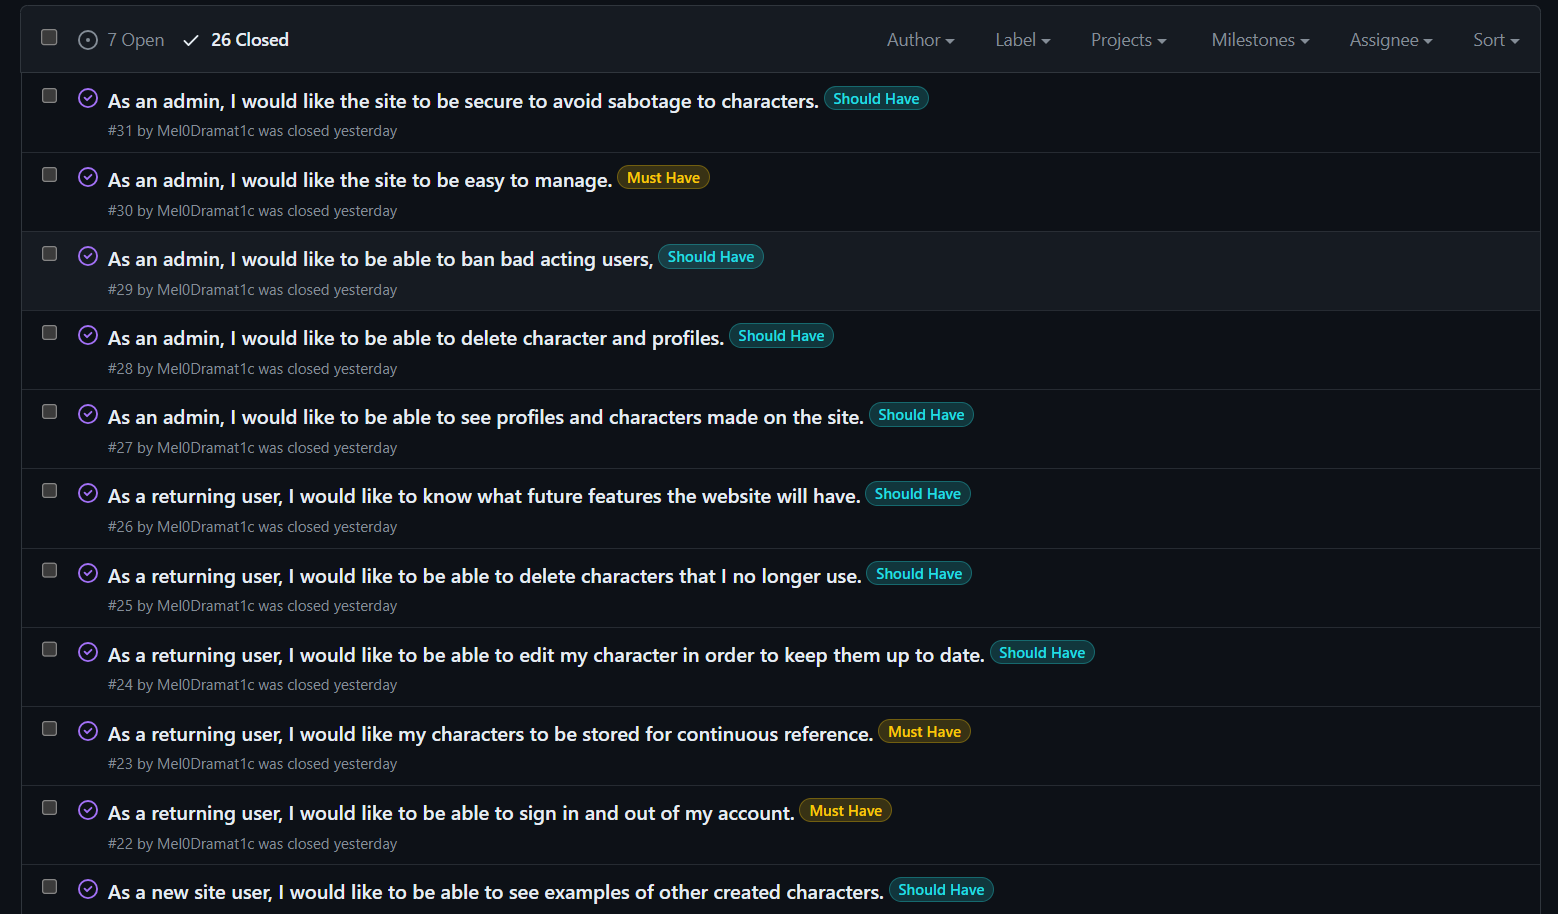 7 Open 26 Closed Author Label Projects Milestones Assignee Sort
As an admin, I would like the site to be secure to avoid sabotage to characters. Should Have
#31 by Mel0Dramat1c was closed yesterday
As an admin, I would like the site to be easy to manage. Must Have
#30 by Mel0Dramat1c was closed yesterday
As an admin, I would like to be able to ban bad acting users, Should Have
#29 by Mel0Dramat1c was closed yesterday
As an admin, I would like to be able to delete character and profiles. Should Have
#28 by Mel0Dramat1c was closed yesterday
As an admin, I would like to be able to see profiles and characters made on the site. Should Have
#27 by Mel0Dramat1c was closed yesterday
As a returning user, I would like to know what future features the website will have. Should Have
#26 by Mel0Dramat1c was closed yesterday
As a returning user, I would like to be able to delete characters that I no longer use. Should Have
#25 by Mel0Dramat1c was closed yesterday
As a returning user, I would like to be able to edit my character in order to keep them up to date. Should Have
#24 by Mel0Dramat1c was closed yesterday
As a returning user, I would like my characters to be stored for continuous reference. Must Have
#23 by Mel0Dramat1c was closed yesterday
As a returning user, I would like to be able to sign in and out of my account. Must Have
#22 by Mel0Dramat1c was closed yesterday
As a new site user, I would like to be able to see examples of other created characters. Should Have